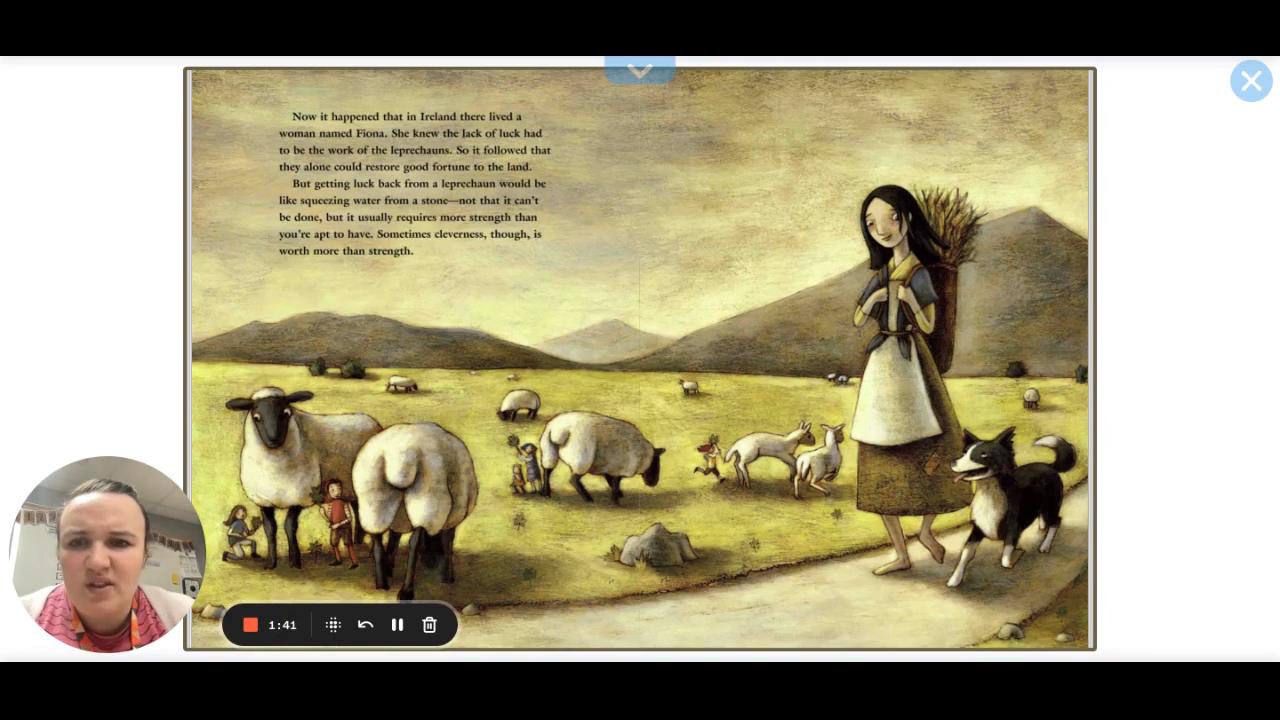 Now it happened that in Ireland there lived a
woman named Fiona. She knew the lack of luck had
to be the work of the leprechauns. So it followed that
they alone could restore good fortune to the land.
But getting luck back from a leprechaun would be
like squeezing water from a stone—not that it can't
be done, but it usually requires more strength than
you're apt to have. Sometimes cleverness, though, is
worth more than strength.
1:41